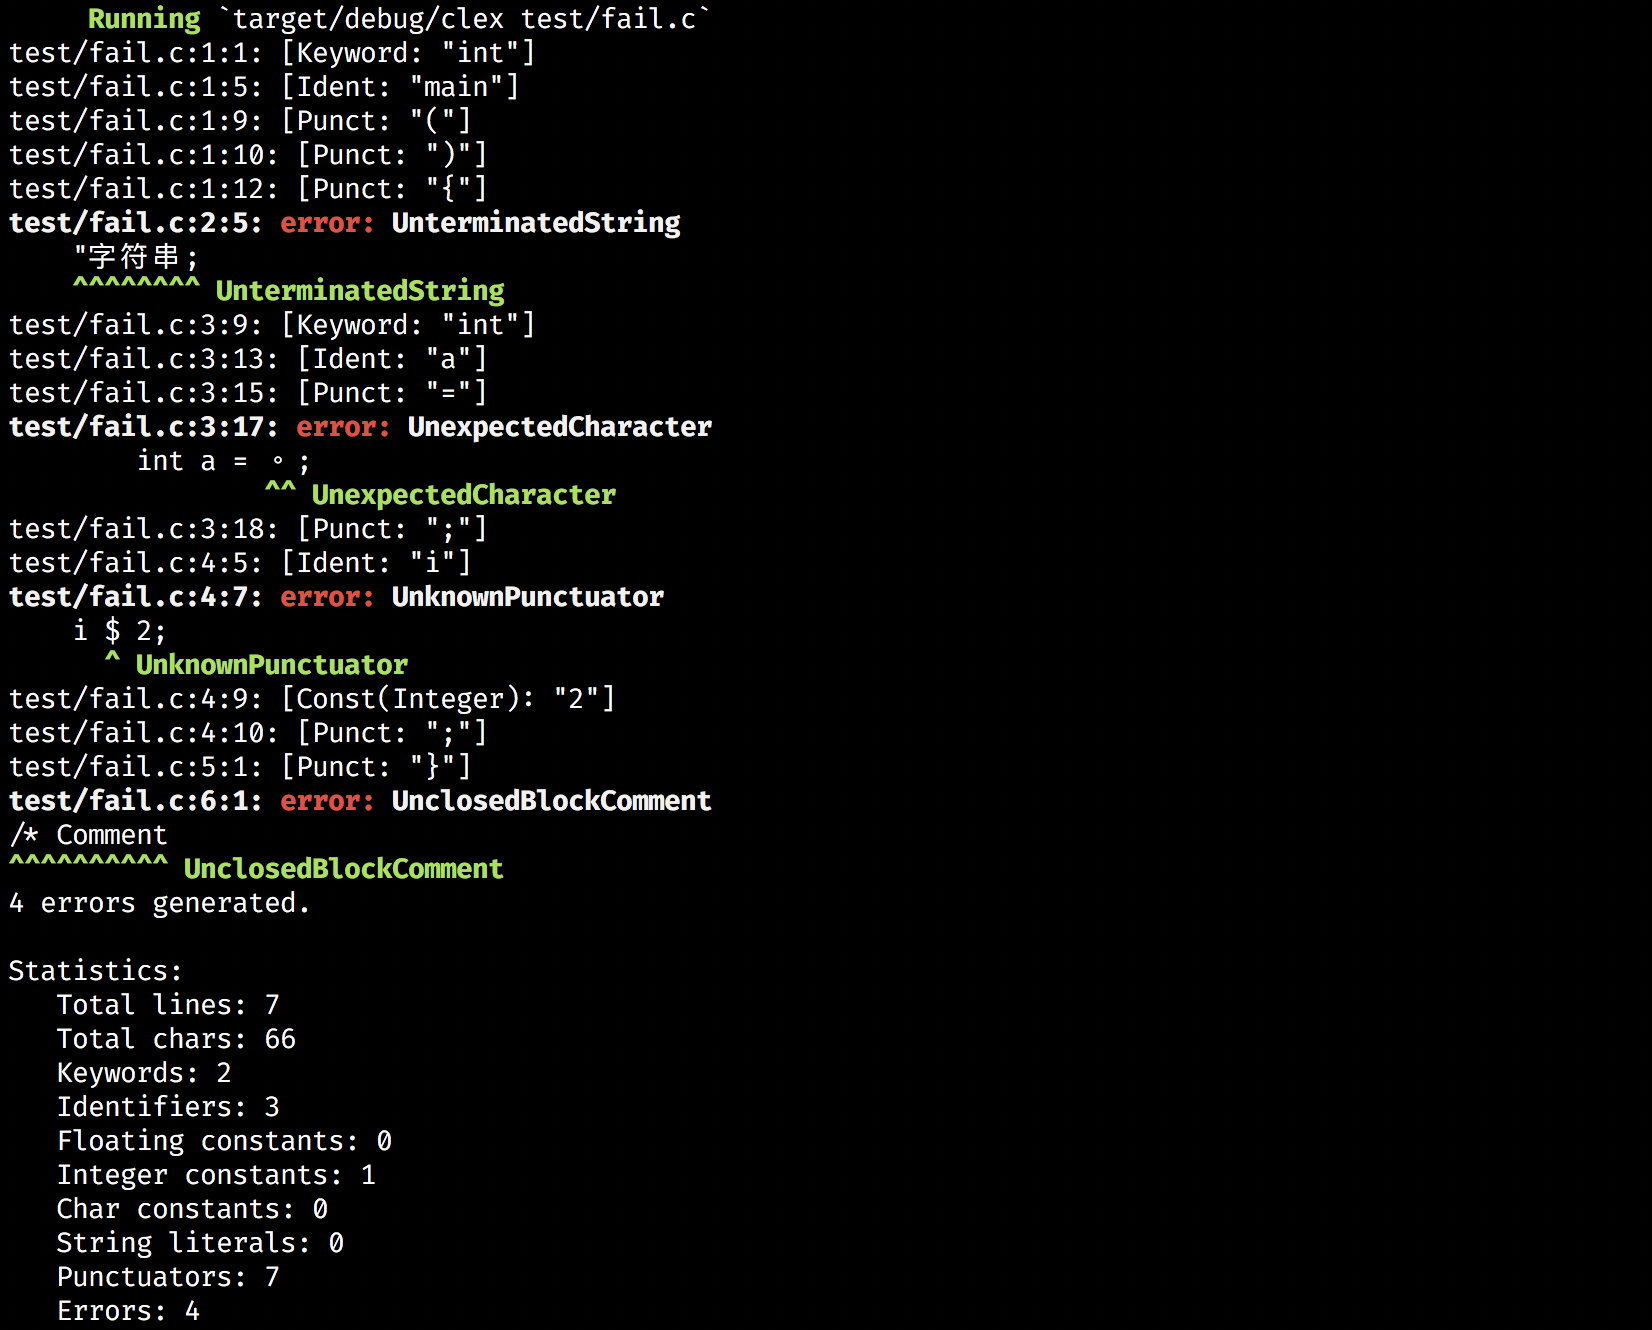 Running `target/debug/clex test/fail.c`
test/fail.c:1:1: [Keyword: "int"]
test/fail.c:1:5: [Ident: "main"]
test/fail.c:1:9: [Punct: "("]
test/fail.c:1:10: [Punct: ")"]
test/fail.c:1:12: [Punct: "{"]
test/fail.c:2:5: error: UnterminatedString
    "字符串;
    ^^^^^^^^ UnterminatedString
test/fail.c:3:9: [Keyword: "int"]
test/fail.c:3:13: [Ident: "a"]
test/fail.c:3:15: [Punct: "="]
test/fail.c:3:17: error: UnexpectedCharacter
        int a = 。;
                ^^ UnexpectedCharacter
test/fail.c:3:18: [Punct: ";"]
test/fail.c:4:5: [Ident: "i"]
test/fail.c:4:7: error: UnknownPunctuator
    i $ 2;
      ^ UnknownPunctuator
test/fail.c:4:9: [Const(Integer): "2"]
test/fail.c:4:10: [Punct: ";"]
test/fail.c:5:1: [Punct: "}"]
test/fail.c:6:1: error: UnclosedBlockComment
/* Comment
^^^^^^^^^^ UnclosedBlockComment
4 errors generated.

Statistics:
   Total lines: 7
   Total chars: 66
   Keywords: 2
   Identifiers: 3
   Floating constants: 0
   Integer constants: 1
   Char constants: 0
   String literals: 0
   Punctuators: 7
   Errors: 4